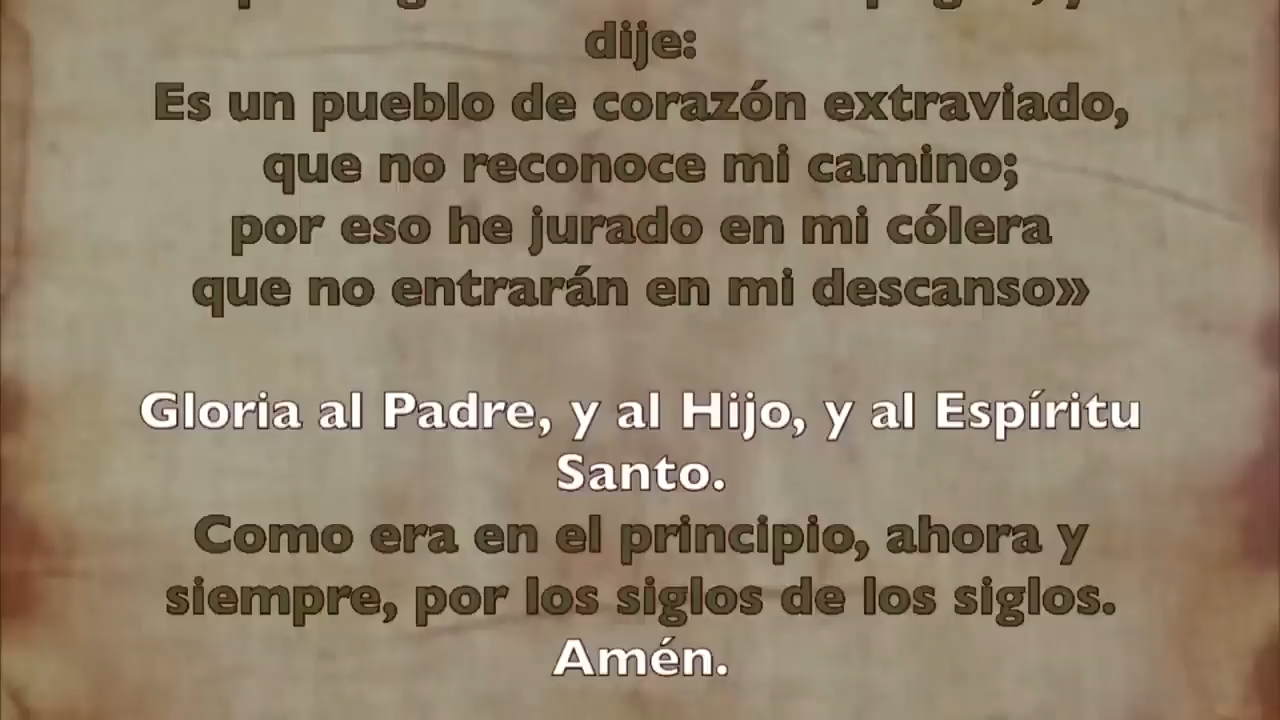 dije:
Es un pueblo de corazón extraviado,
que no reconoce mi camino;
por eso he jurado en mi cólera
que no entrarán en mi descanso»
Gloria al Padre, y al Hijo, y al Espíritu
Santo.
Como era en el principio, ahora y
siempre, por los siglos de los siglos.
Amén.